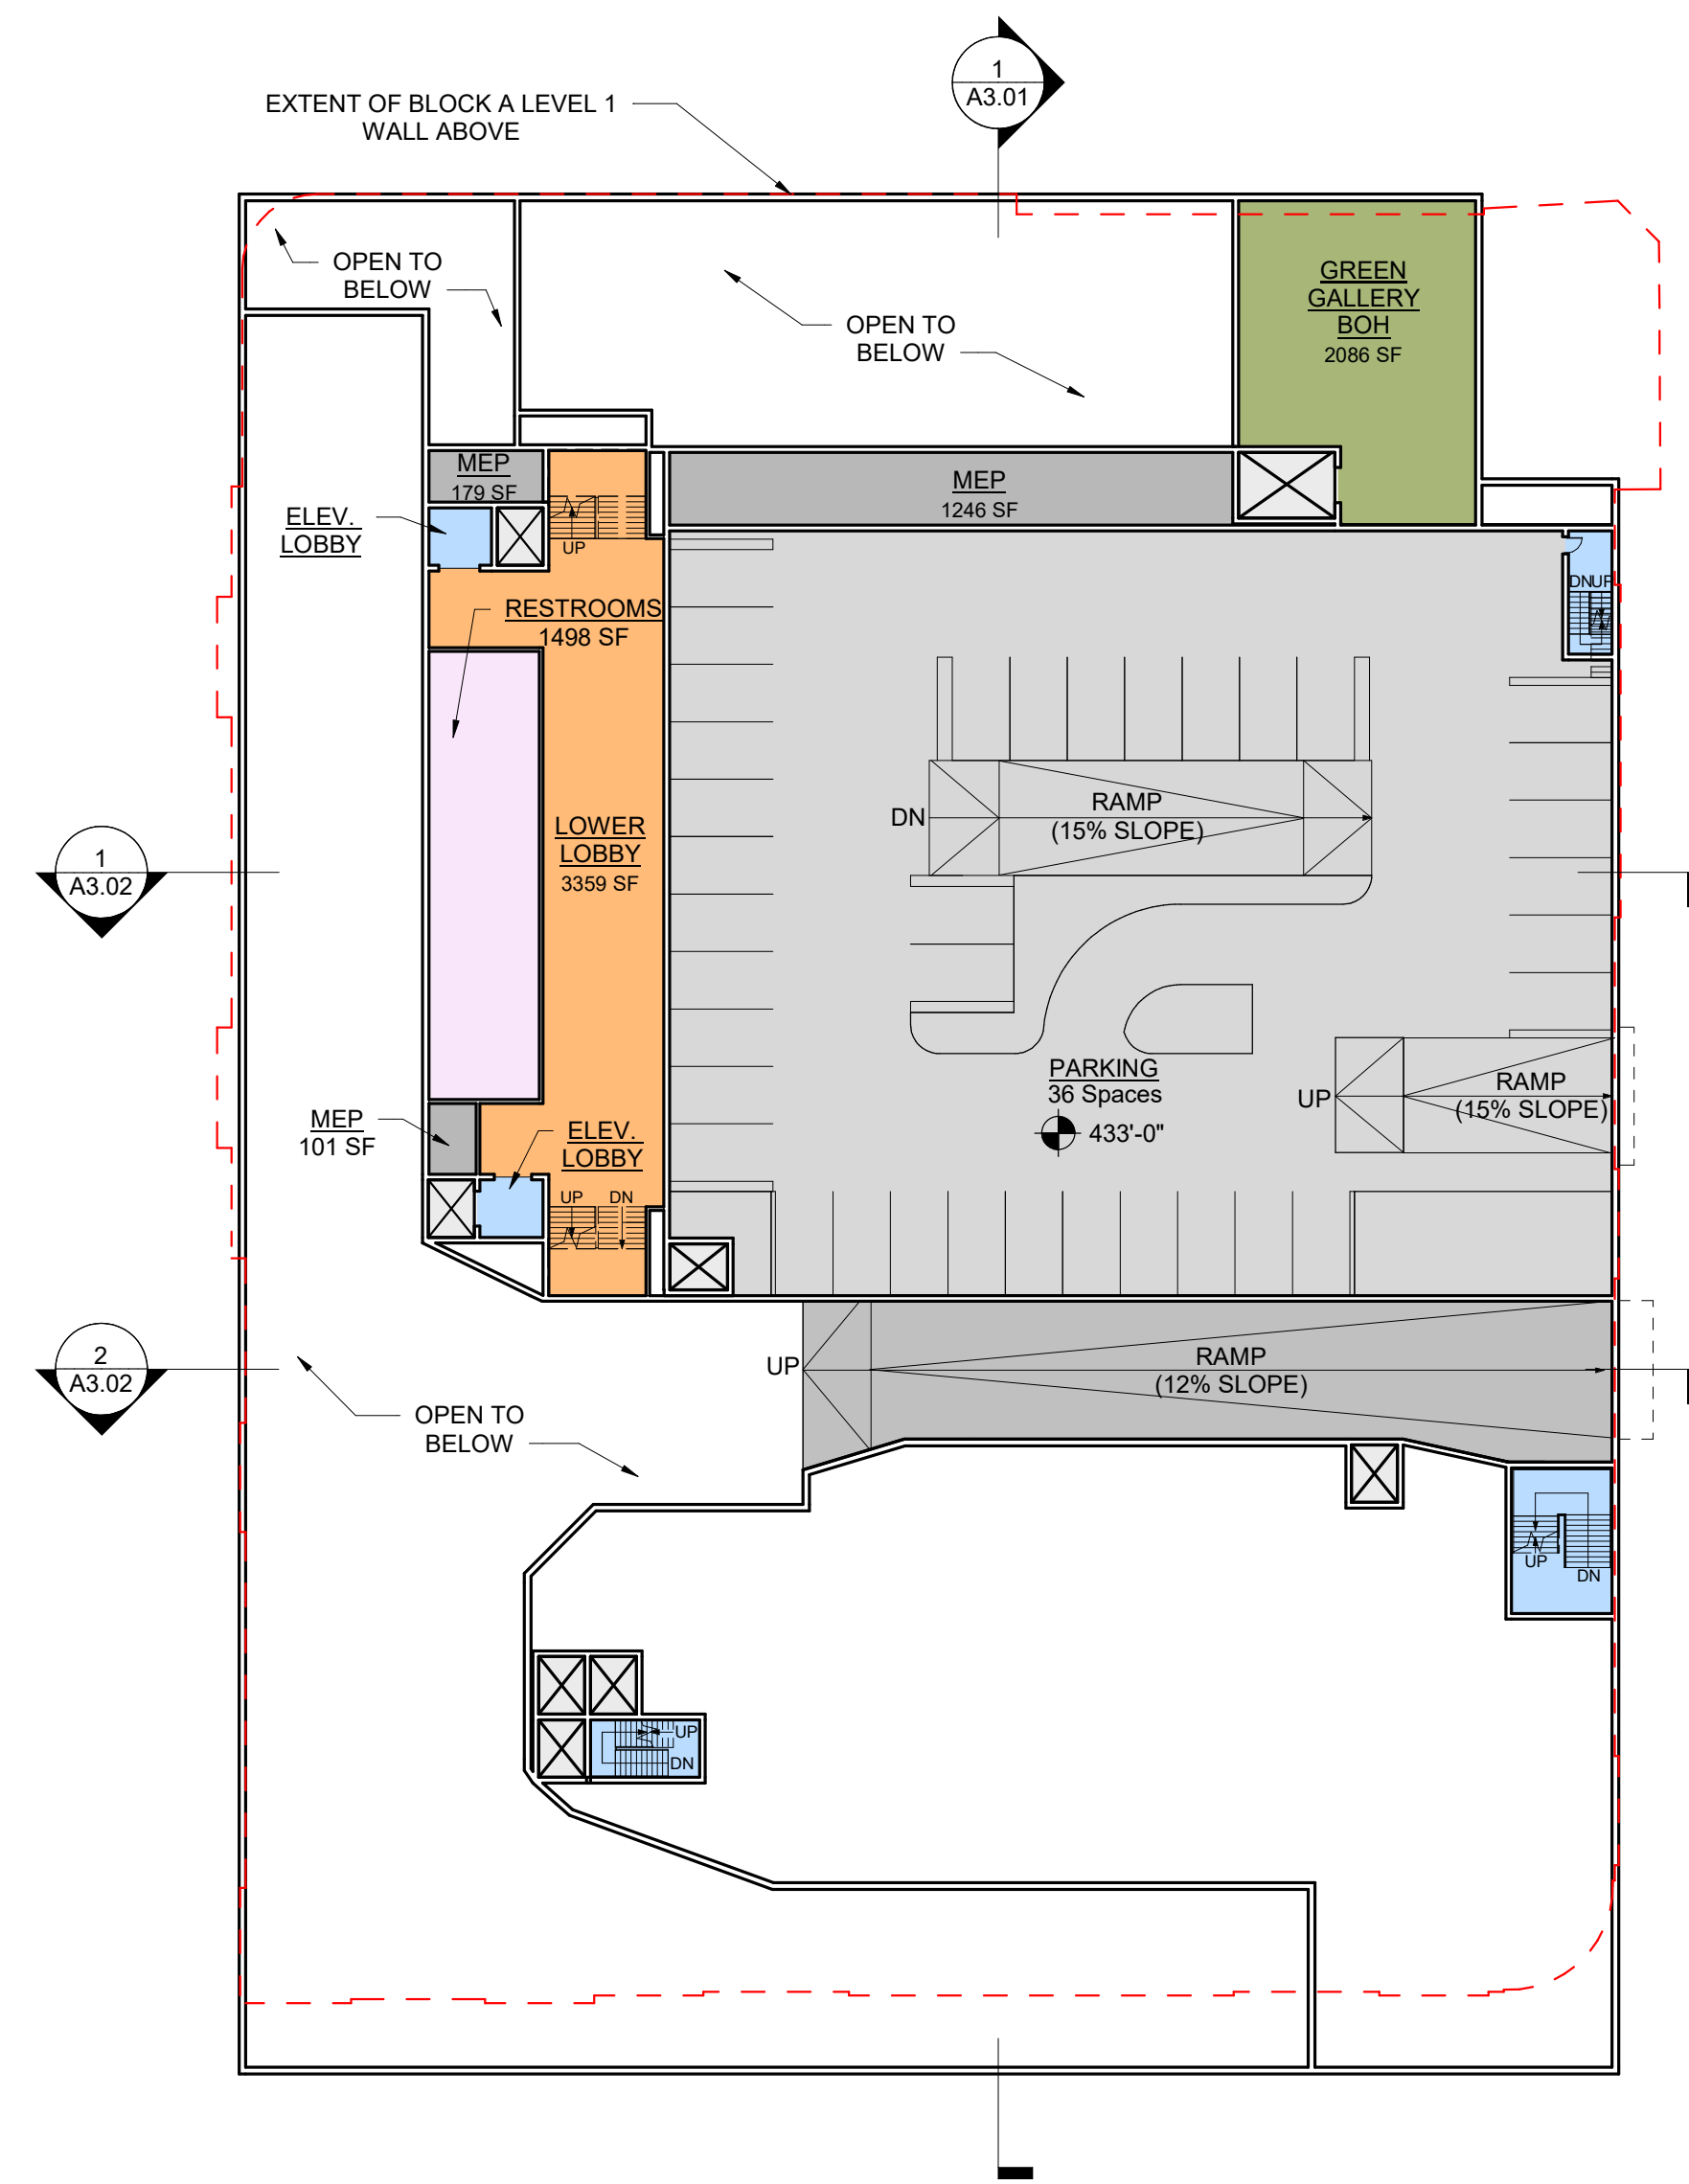 1
A3.01
EXTENT OF BLOCK A LEVEL 1
WALL ABOVE
OPEN TO
BELOW
OPEN TO
BELOW
GREEN
GALLERY
BOH
2086 SF
MEP
179 SF
MEP
1246 SF
ELEV.
LOBBY
UP
DN
UP
RESTROOMS
1498 SF
RAMP
(15% SLOPE)
DN
LOWER
LOBBY
3359 SF
1
A3.02
PARKING
36 Spaces
433'-0"
RAMP
(15% SLOPE)
UP
MEP
101 SF
ELEV.
LOBBY
UP
DN
RAMP
(12% SLOPE)
UP
2
A3.02
OPEN TO
BELOW
UP
DN
UP
DN